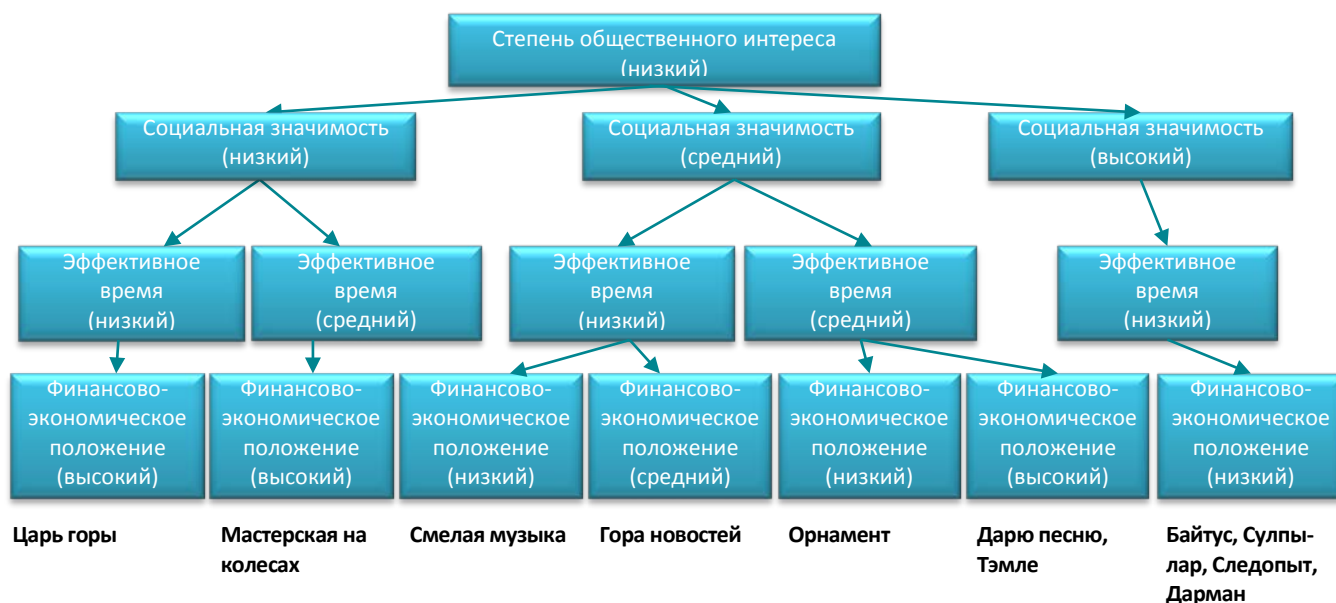 Степень общественного интереса
(низкий)
Социальная значимость
(низкий)
Социальная значимость
(средний)
Социальная значимость
(высокий)
Эффективное
время
(низкий)
Эффективное
время
(средний)
Эффективное
время
(низкий)
Эффективное
время
(средний)
Эффективное
время
(низкий)
Финансово-
экономическое
положение
(высокий)
Финансово-
экономическое
положение
(высокий)
Финансово-
экономическое
положение
(низкий)
Финансово-
экономическое
положение
(средний)
Финансово-
экономическое
положение
(низкий)
Финансово-
экономическое
положение
(высокий)
Финансово-
экономическое
положение
(низкий)
Царь горы
Мастерская на
колесах
Смелая музыка
Гора новостей
Орнамент
Дарю песню,
Тэмле
Байтус, Сулпы-
лар, Следопыт,
Дарман